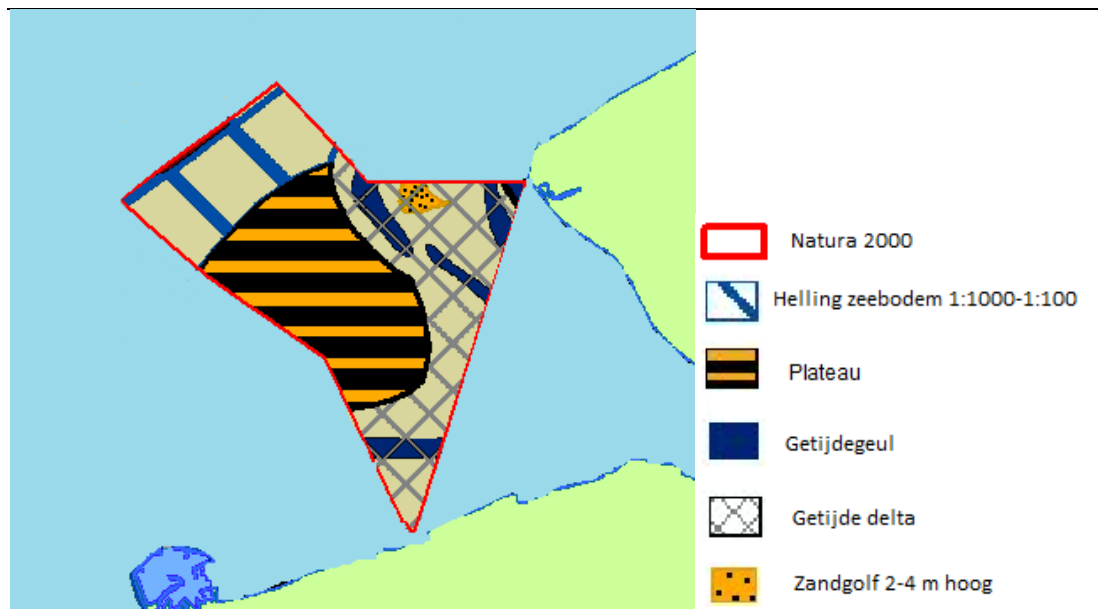 Natura 2000
Helling zeebodem 1:1000-1:100
Plateau
Getijdegeul
Getijde delta
Zandgolf 2-4 m hoog